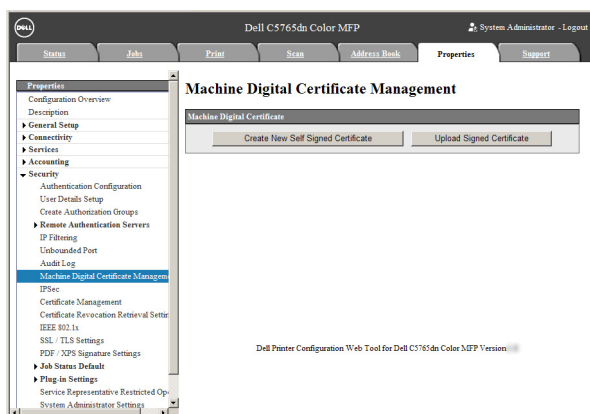 DELL
Dell C5765dn Color MFP
System Administrator - Logout
Status
Jobs
Print
Scan
Address Book
Properties
Support
Properties
Configuration Overview
Description
General Setup
Connectivity
Services
Accounting
Security
Authentication Configuration
User Details Setup
Create Authorization Groups
Remote Authentication Servers
IP Filtering
Unbounded Port
Audit Log
Machine Digital Certificate Managem
IPSec
Certificate Management
Certificate Revocation Retrieval Settin
IEEE 802.1x
SSL / TLS Settings
PDF / XPS Signature Settings
Job Status Default
Plug-in Settings
Service Representative Restricted Ope
System Administrator Settings
Machine Digital Certificate Management
Machine Digital Certificate
Create New Self Signed Certificate
Upload Signed Certificate
Dell Printer Configuration Web Tool for Dell C5765dn Color MFP Version